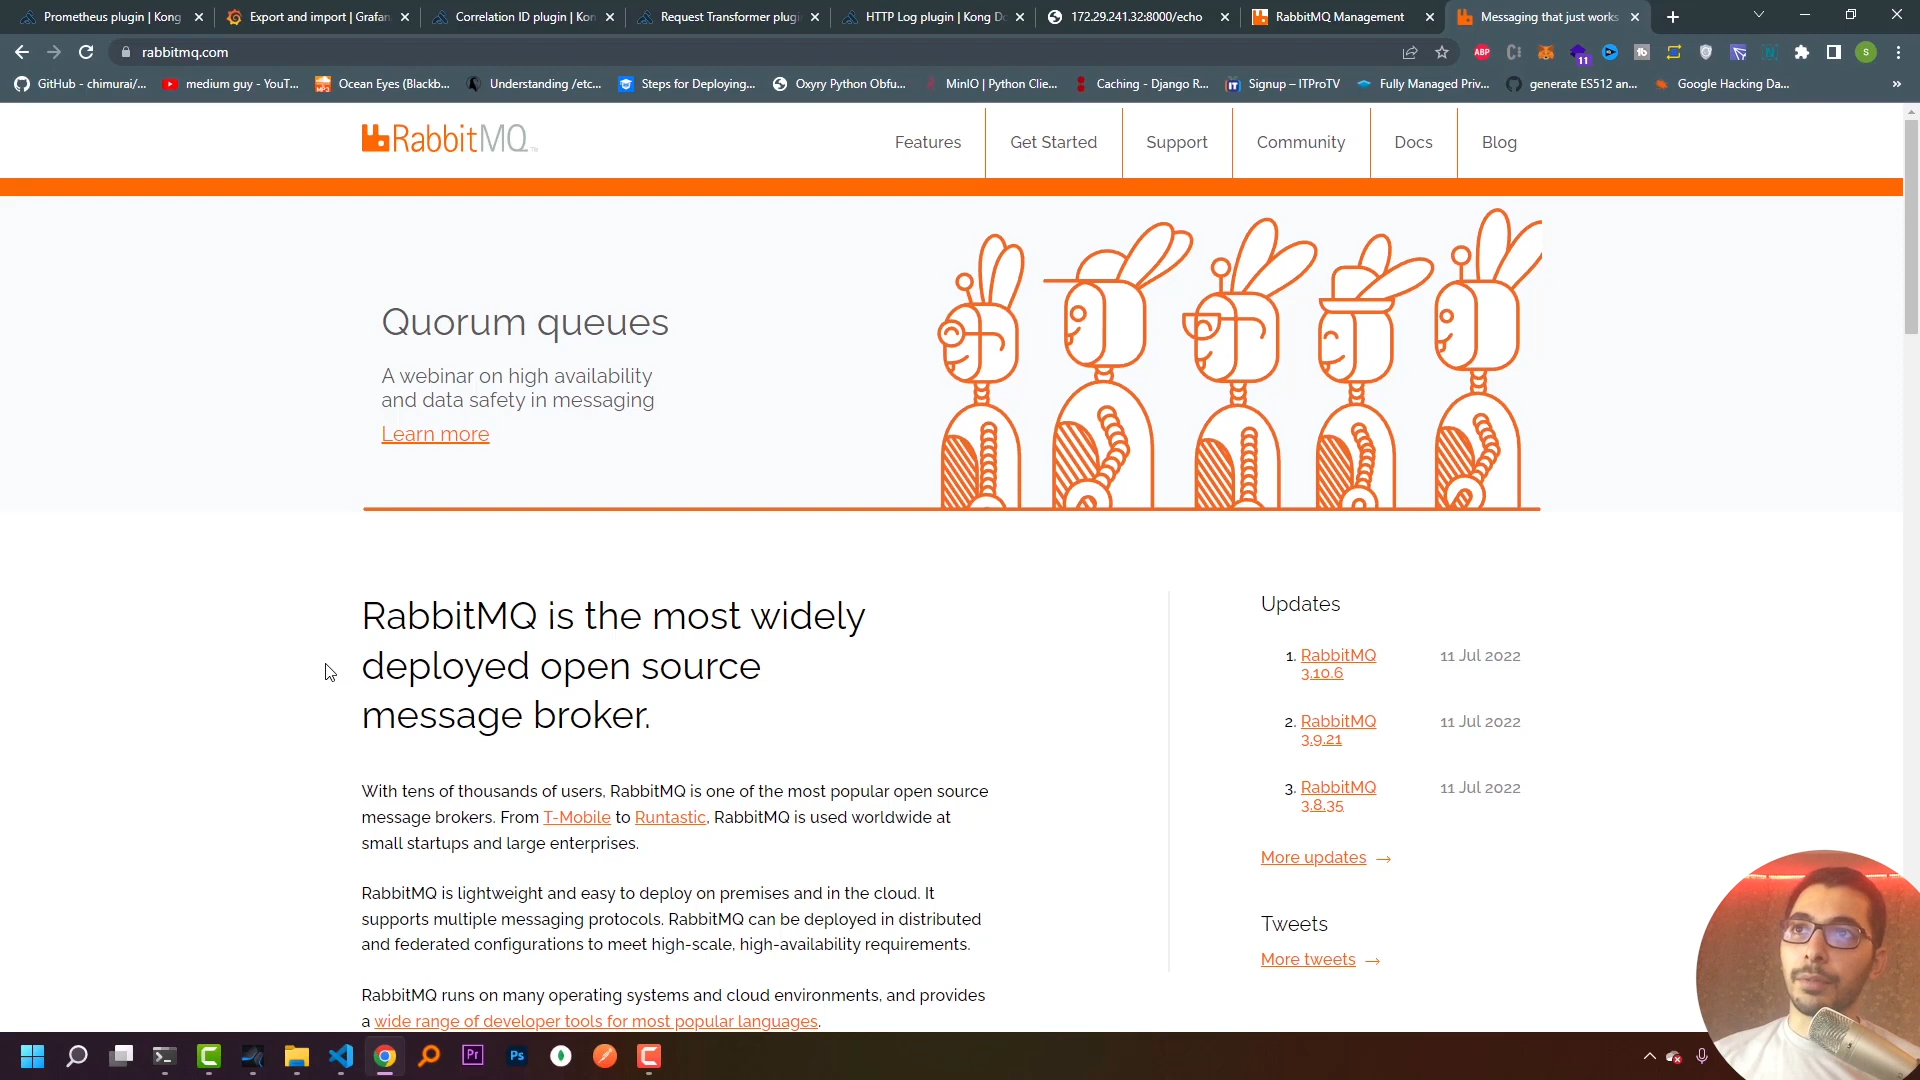 Prometheus plugin | Kong
Export and import | Grafan
Correlation ID plugin | Kon
Request Transformer plugi
HTTP Log plugin | Kong Do
172.29.241.32:8000/echo
RabbitMQ Management
Messaging that just works
rabbitmq.com
ABP
11
tb
S
GitHub - chimurai/...
medium guy - YouT...
Ocean Eyes (Blackb...
Understanding /etc...
Steps for Deploying...
Oxyry Python Obfu...
MinIO | Python Clie...
Caching - Django R...
Signup – ITProTV
Fully Managed Priv...
generate ES512 an...
Google Hacking Da...
»
RabbitMQ
Features
Get Started
Support
Community
Docs
Blog
Quorum queues
A webinar on high availability
and data safety in messaging
Learn more
RabbitMQ is the most widely
deployed open source
message broker.
With tens of thousands of users, RabbitMQ is one of the most popular open source
message brokers. From T-Mobile to Runtastic, RabbitMQ is used worldwide at
small startups and large enterprises.
RabbitMQ is lightweight and easy to deploy on premises and in the cloud. It
supports multiple messaging protocols. RabbitMQ can be deployed in distributed
and federated configurations to meet high-scale, high-availability requirements.
RabbitMQ runs on many operating systems and cloud environments, and provides
a wide range of developer tools for most popular languages.
Updates
1. RabbitMQ 11 Jul 2022
3.10.6
2. RabbitMQ 11 Jul 2022
3.9.21
3. RabbitMQ 11 Jul 2022
3.8.35
More updates →
Tweets
More tweets →
Pr
Ps